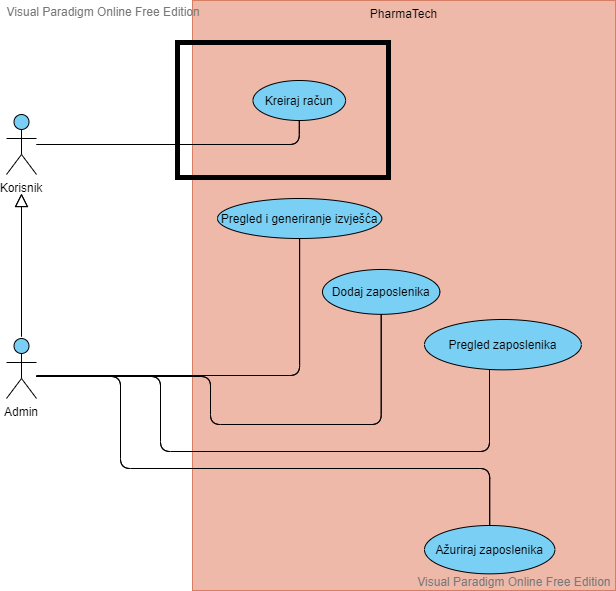 Visual Paradigm Online Free Edition
PharmaTech
Kreiraj račun
Korisnik
Pregled i generiranje izvješća
Dodaj zaposlenika
Pregled zaposlenika
Admin
Ažuriraj zaposlenika
Visual Paradigm Online Free Edition